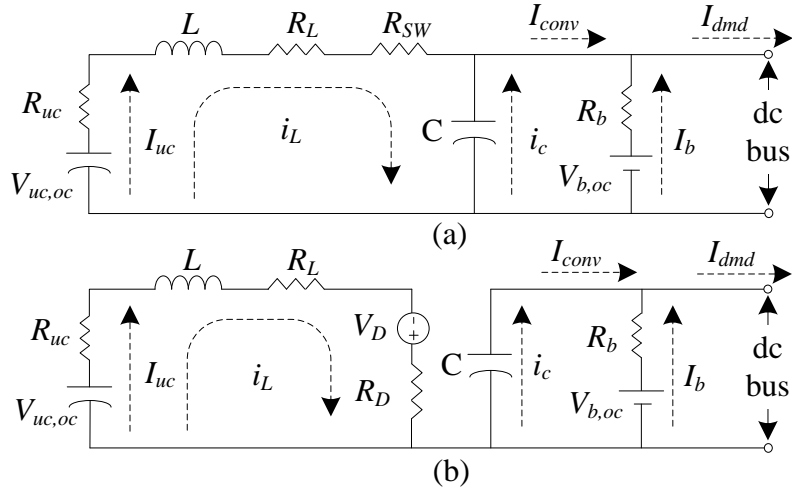 L
R_L
R_SW
I_conv
I_dmd
R_uc
V_uc,oc
I_uc
i_L
C
i_c
R_b
V_b,oc
I_b
dc
bus
(a)
L
R_L
I_conv
I_dmd
R_uc
V_uc,oc
I_uc
i_L
V_D
- +
R_D
C
i_c
R_b
V_b,oc
I_b
dc
bus
(b)